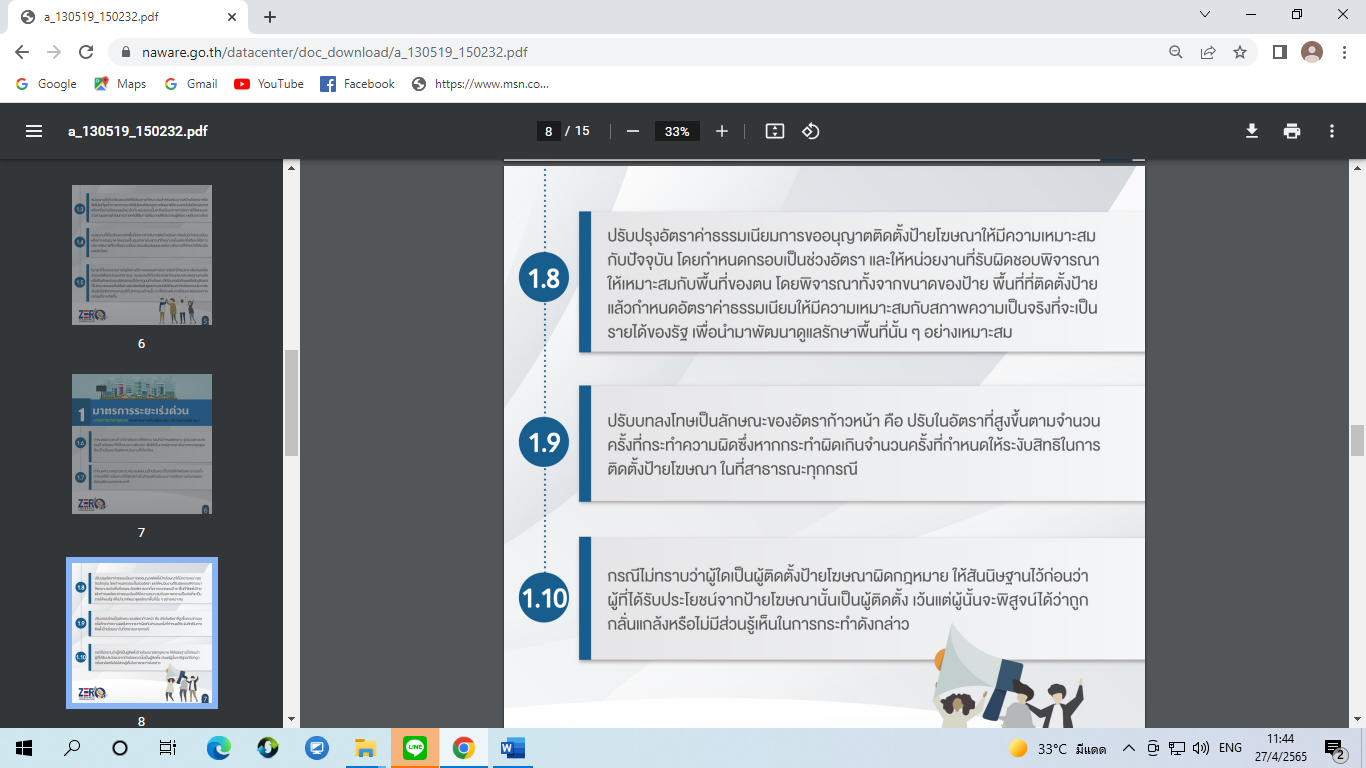 a_130519_150232.pdf
naware.go.th/datacenter/doc_download/a_130519_150232.pdf
Google Maps Gmail YouTube Facebook https://www.msn.co...
a_130519_150232.pdf 8 / 15 33%
6
1 มาตรการระยะเร่งด่วน
1.6
1.7
ZERO
6
7
1.8
1.9
1.10
ZERO
7
8
1.8
ปรับปรุงอัตราค่าธรรมเนียมการขออนุญาตติดตั้งป้ายโฆษณาให้มีความเหมาะสม
กับปัจจุบัน โดยกำหนดกรอบเป็นช่วงอัตรา และให้หน่วยงานที่รับผิดชอบพิจารณา
ให้เหมาะสมกับพื้นที่ของตน โดยพิจารณาทั้งจากขนาดของป้าย พื้นที่ที่ติดตั้งป้าย
แล้วกำหนดอัตราค่าธรรมเนียมให้มีความเหมาะสมกับสภาพความเป็นจริงที่จะเป็น
รายได้ของรัฐ เพื่อนำมาพัฒนาดูแลรักษาพื้นที่นั้น ๆ อย่างเหมาะสม
1.9
ปรับบทลงโทษเป็นลักษณะของอัตราก้าวหน้า คือ ปรับในอัตราที่สูงขึ้นตามจำนวน
ครั้งที่กระทำความผิดซึ่งหากกระทำผิดเกินจำนวนครั้งที่กำหนดให้ระงับสิทธิในการ
ติดตั้งป้ายโฆษณา ในที่สาธารณะทุกกรณี
1.10
กรณีไม่ทราบว่าผู้ใดเป็นผู้ติดตั้งป้ายโฆษณาผิดกฎหมาย ให้สันนิษฐานไว้ก่อนว่า
ผู้ที่ได้รับประโยชน์จากป้ายโฆษณานั้นเป็นผู้ติดตั้ง เว้นแต่ผู้นั้นจะพิสูจน์ได้ว่าถูก
กลั่นแกล้งหรือไม่มีส่วนรู้เห็นในการกระทำดังกล่าว
33°C มีแดด ENG 11:44
27/4/2565 2